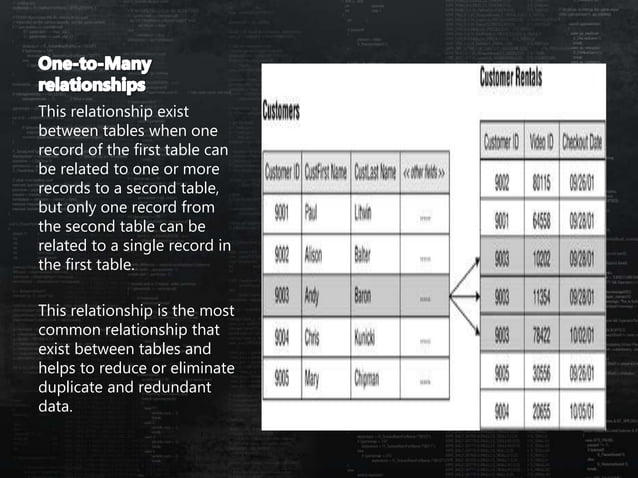 One-to-Many
relationships
This relationship exist
between tables when one
record of the first table can
be related to one or more
records to a second table,
but only one record from
the second table can be
related to a single record in
the first table.
This relationship is the most
common relationship that
exist between tables and
helps to reduce or eliminate
duplicate and redundant
data.
Customers
Customer ID CustFirst Name CustLast Name << other fields >>
9001 Paul Litwin ......
9002 Alison Balter ......
9003 Andy Baron ......
9004 Chris Kunicki ......
9005 Mary Chipman ......
Customer Rentals
Customer ID Video ID Checkout Date
9002 80115 09/26/01
9001 64558 09/28/01
9003 10202 09/28/01
9003 11354 09/28/01
9003 78422 10/02/01
9005 30556 09/26/01
9004 20655 10/05/01